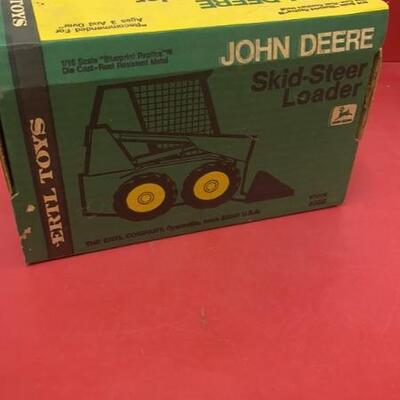 TOYS
"Recommended For
Ages 3 And Over"
DEERE
1/16 Scale "Blueprint Replica"®
Die Cast-Rust Resistant Metal
JOHN DEERE
Skid-Steer
Loader
ERTL TOYS
THE ERTL COMPANY, Dyersville, Iowa 52040 U.S.A.